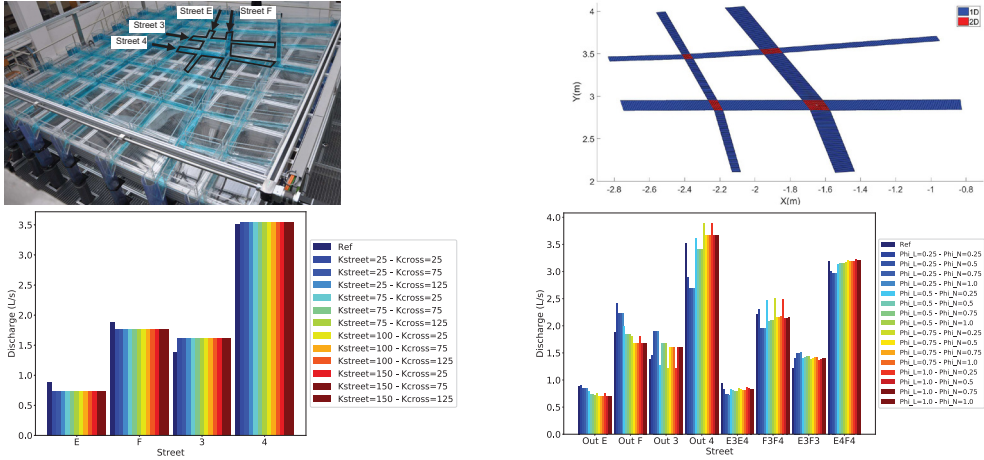 Street E
Street F
Street 3
Street 4
1D
2D
4
3.5
3
2.5
2
Y(m)
-2.8
-2.6
-2.4
-2.2
-2
-1.8
-1.6
-1.4
-1.2
-1
-0.8
X(m)
3.5
3.0
2.5
2.0
1.5
1.0
0.5
0.0
Discharge (L/s)
E
F
3
4
Street
Ref
Kstreet=25 - Kcross=25
Kstreet=25 - Kcross=75
Kstreet=25 - Kcross=125
Kstreet=75 - Kcross=25
Kstreet=75 - Kcross=75
Kstreet=75 - Kcross=125
Kstreet=100 - Kcross=25
Kstreet=100 - Kcross=75
Kstreet=100 - Kcross=125
Kstreet=150 - Kcross=25
Kstreet=150 - Kcross=75
Kstreet=150 - Kcross=125
4.0
3.5
3.0
2.5
2.0
1.5
1.0
0.5
0.0
Discharge (L/s)
Out E
Out F
Out 3
Out 4
E3E4
F3F4
E3F3
E4F4
Street
Ref
Phi_L=0.25 - Phi_N=0.25
Phi_L=0.25 - Phi_N=0.5
Phi_L=0.25 - Phi_N=0.75
Phi_L=0.25 - Phi_N=1.0
Phi_L=0.5 - Phi_N=0.25
Phi_L=0.5 - Phi_N=0.5
Phi_L=0.5 - Phi_N=0.75
Phi_L=0.5 - Phi_N=1.0
Phi_L=0.75 - Phi_N=0.25
Phi_L=0.75 - Phi_N=0.5
Phi_L=0.75 - Phi_N=0.75
Phi_L=0.75 - Phi_N=1.0
Phi_L=1.0 - Phi_N=0.25
Phi_L=1.0 - Phi_N=0.5
Phi_L=1.0 - Phi_N=0.75
Phi_L=1.0 - Phi_N=1.0